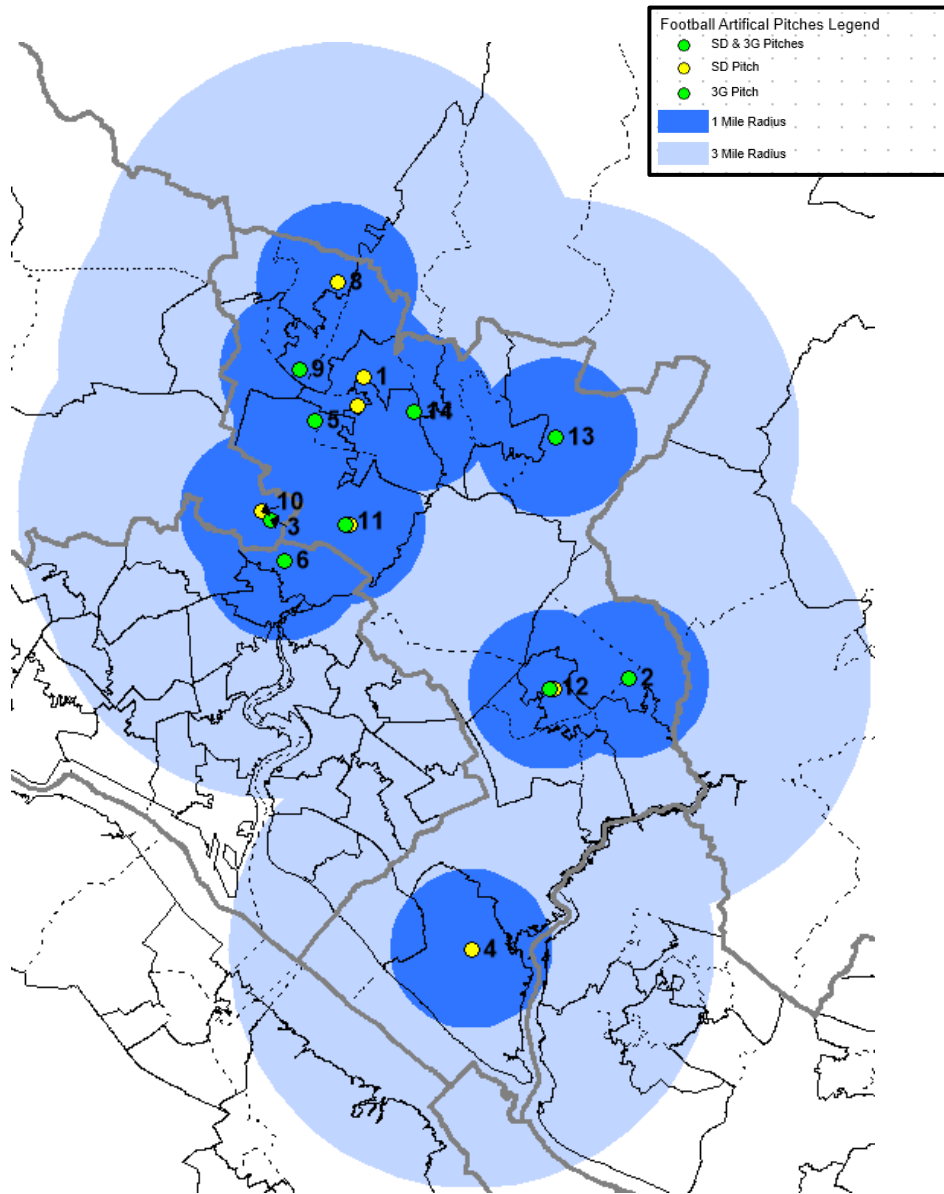 Football Artifical Pitches Legend
SD & 3G Pitches
SD Pitch
3G Pitch
1 Mile Radius
3 Mile Radius
8
9
1
5
14
13
10
3
11
6
2
12
4